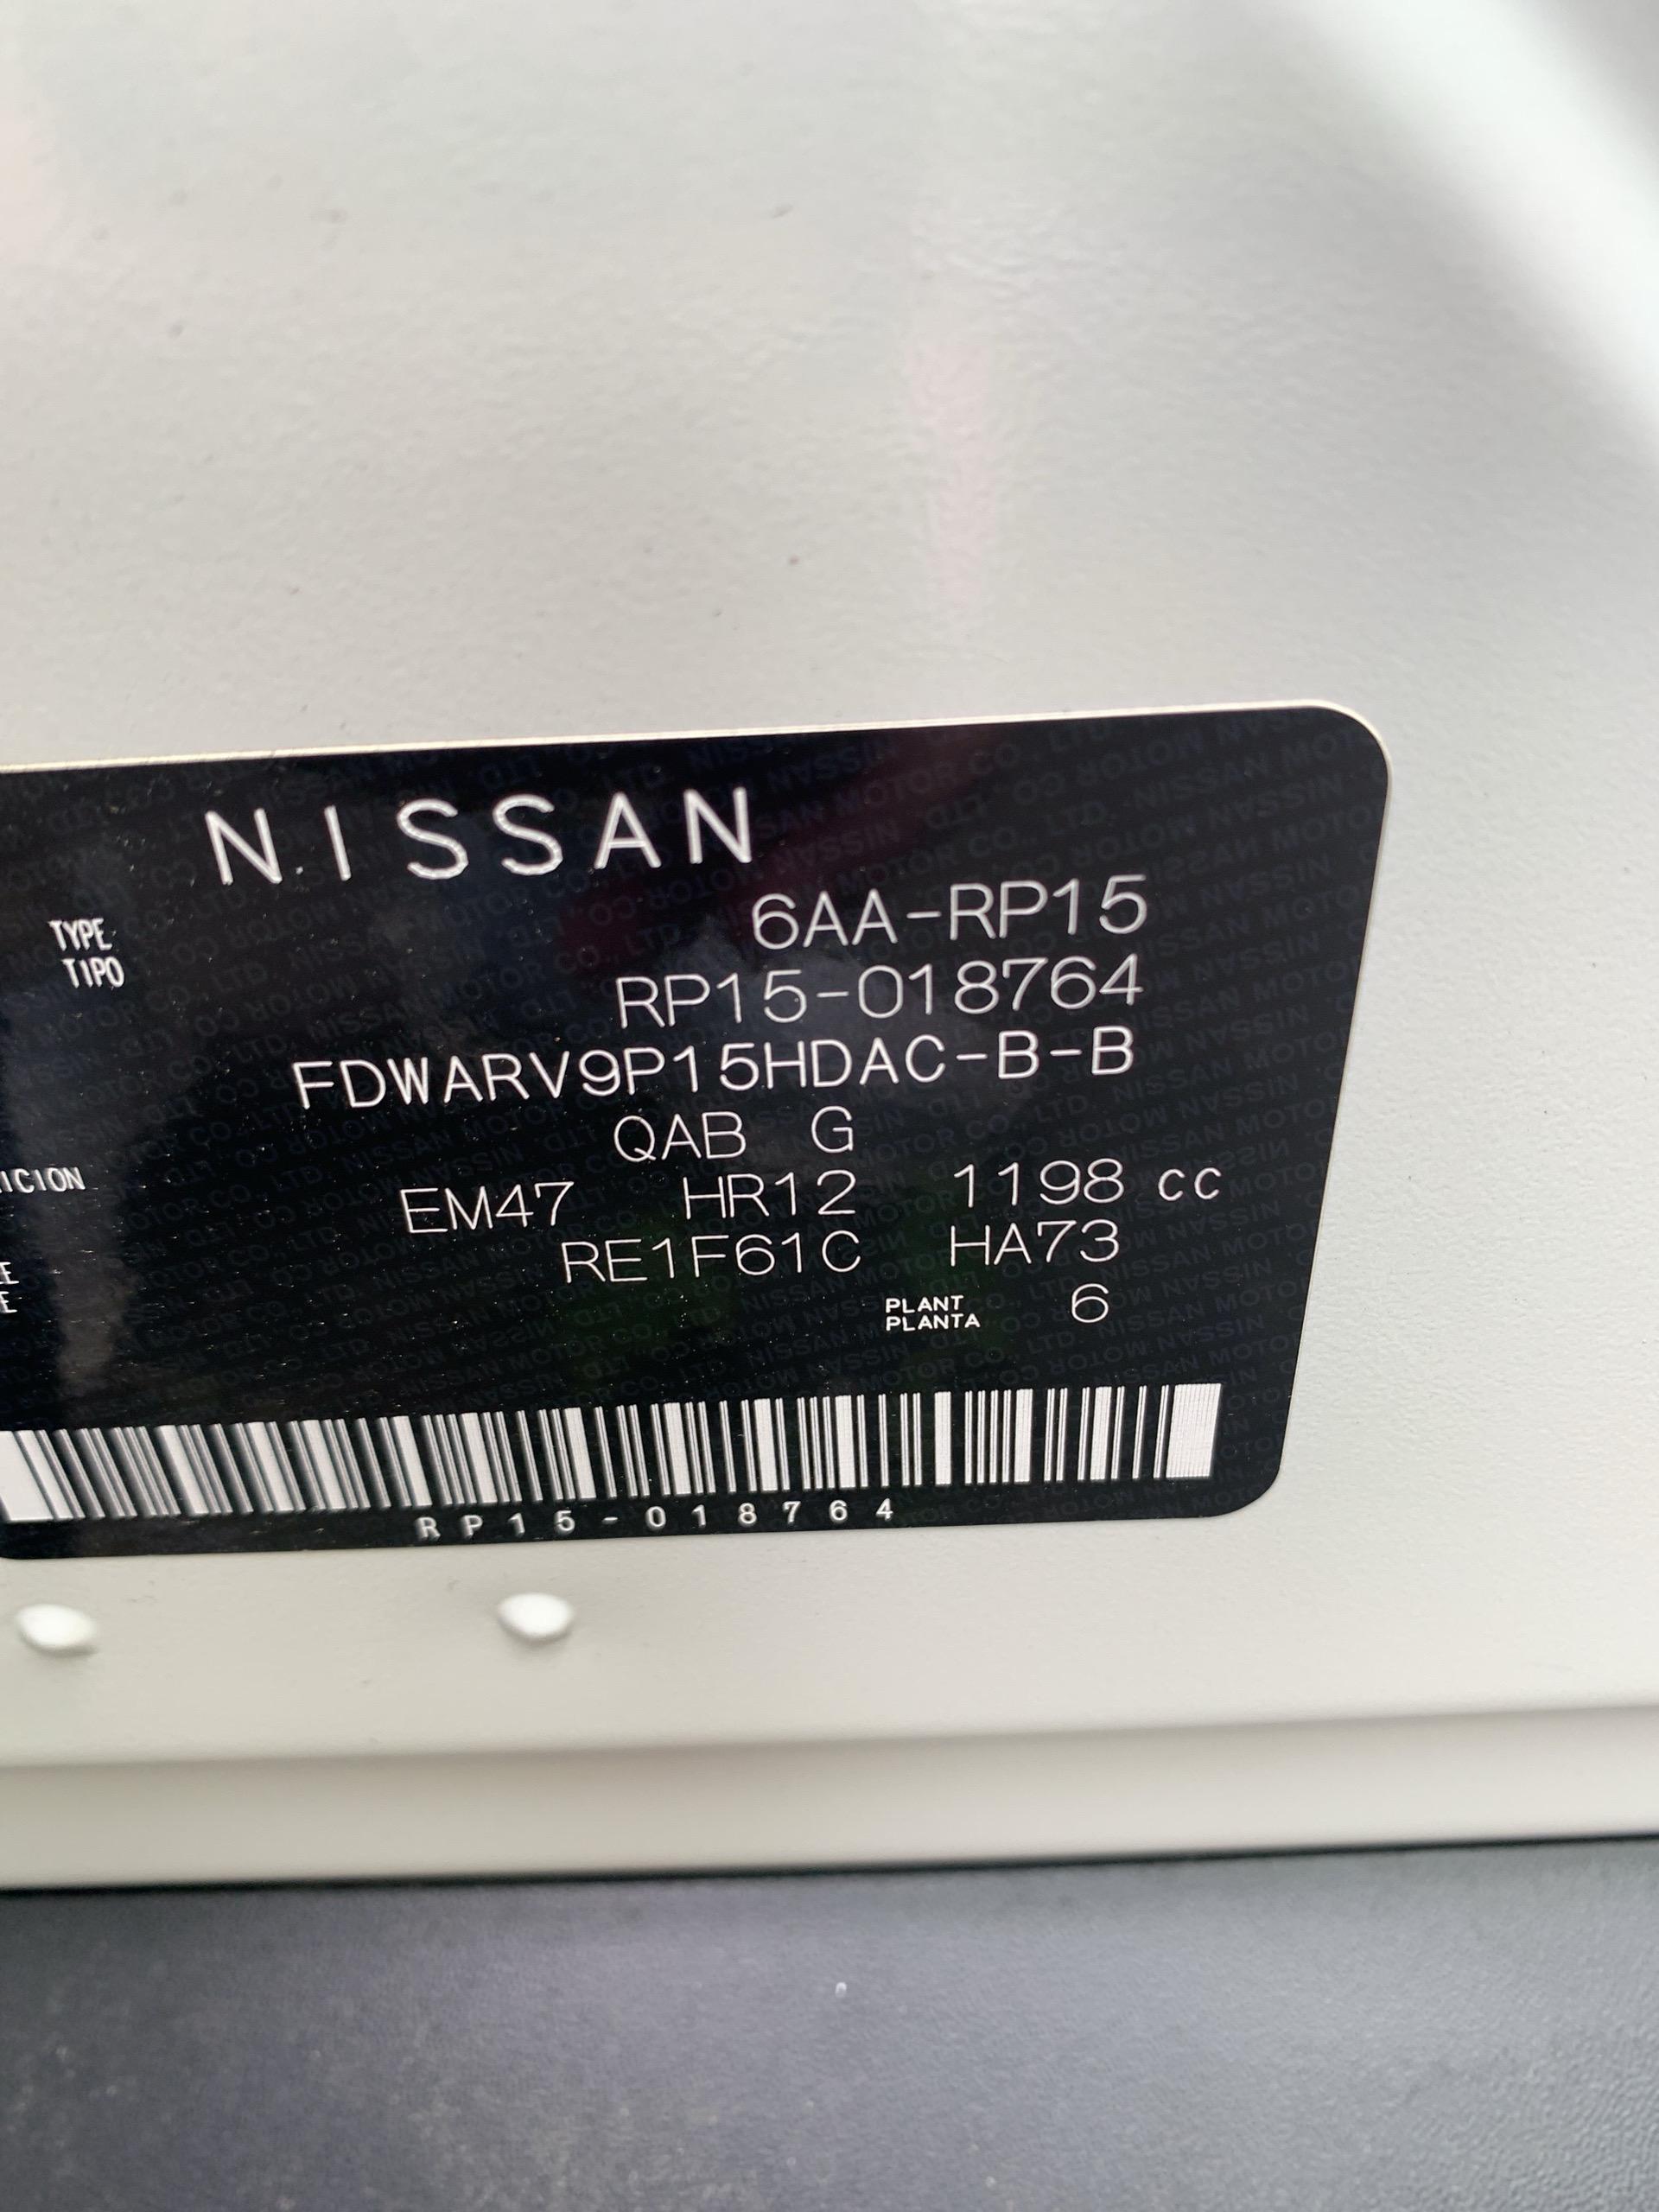 NISSAN
TYPE 6AA-RP15
TIPO
RP15-018764
FDWARV9P15HDAC-B-B
QAB G
ICION
EM47 HR12 1198 cc
RE1F61C HA73
E
E
PLANT 6
PLANTA
RP15-018764